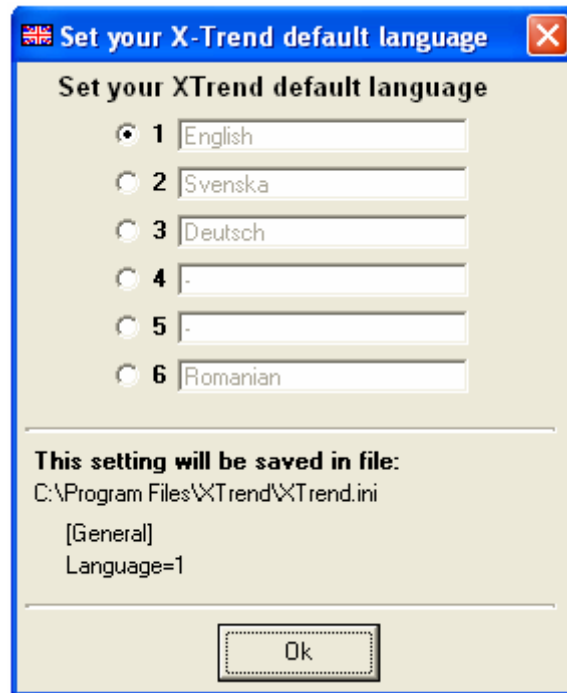 Set your X-Trend default language
Set your XTrend default language
1 English
2 Svenska
3 Deutsch
4 -
5 -
6 Romanian
This setting will be saved in file:
C:\Program Files\XTrend\XTrend.ini
[General]
Language=1
Ok